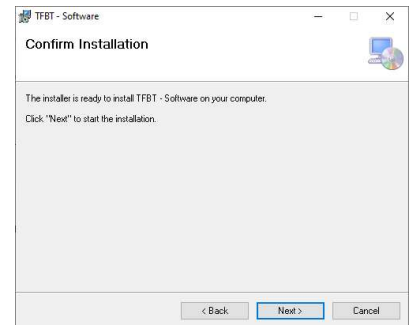 TFBT - Software
Confirm Installation
The installer is ready to install TFBT - Software on your computer.
Click "Next" to start the installation.
< Back
Next >
Cancel